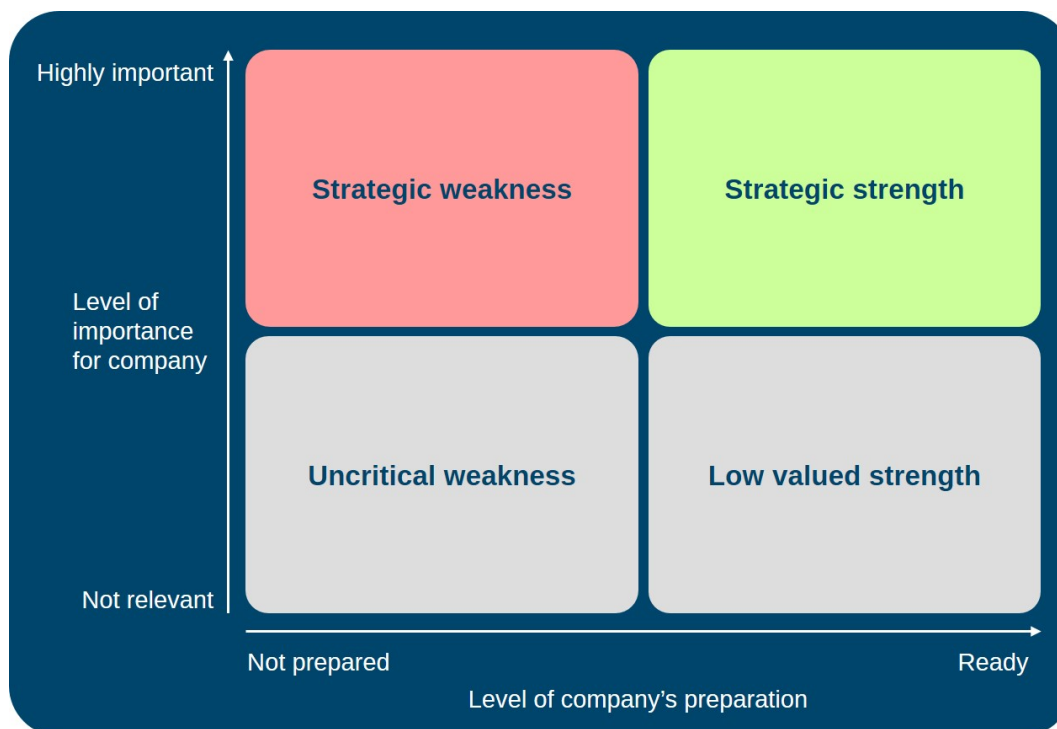 Highly important
Strategic weakness
Strategic strength
Level of
importance
for company
Uncritical weakness
Low valued strength
Not relevant
Not prepared
Ready
Level of company’s preparation